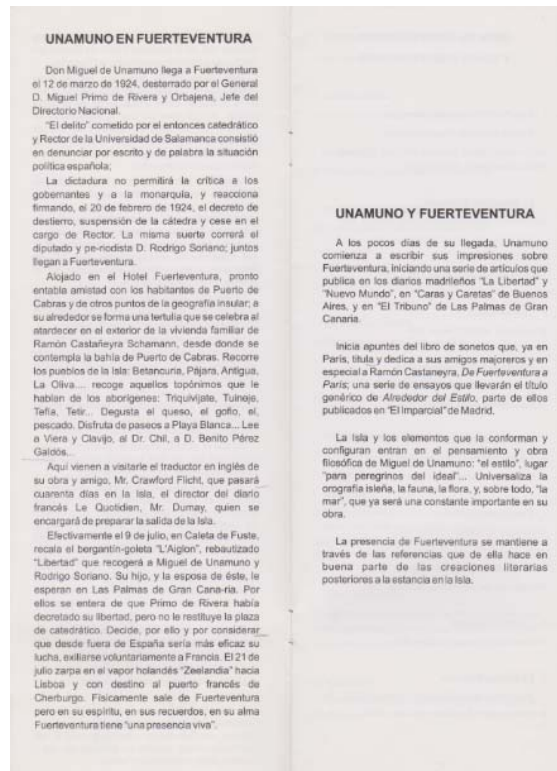 UNAMUNO EN FUERTEVENTURA
Don Miguel de Unamuno llega a Fuerteventura
el 12 de marzo de 1924, desterrado por el General
D. Miguel Primo de Rivera y Orbajena, Jefe del
Directorio Nacional.
"El delito" cometido por el entonces catedrático
y Rector de la Universidad de Salamanca consistió
en denunciar por escrito y de palabra la situación
política española;
La dictadura no permitirá la crítica a los
gobernantes y a la monarquía, y reacciona
firmando, el 20 de febrero de 1924, el decreto de
destierro, suspensión de la cátedra y cese en el
cargo de Rector. La misma suerte correrá el
diputado y pe-riodista D. Rodrigo Soriano; juntos
llegan a Fuerteventura.
Alojado en el Hotel Fuerteventura, pronto
entabla amistad con los habitantes de Puerto de
Cabras y de otros puntos de la geografía insular; a
su alrededor se forma una tertulia que se celebra al
atardecer en el exterior de la vivienda familiar de
Ramón Castañeyra Schamann, desde donde se
contempla la bahía de Puerto de Cabras. Recorre
los pueblos de la Isla: Betancuria, Pájara, Antigua,
La Oliva.... recoge aquellos topónimos que le
hablan de los aborígenes: Triquivijate, Tuineje,
Tefía, Tetir... Degusta el queso, el gofio, el,
pescado. Disfruta de paseos a Playa Blanca... Lee
a Viera y Clavijo, al Dr. Chil, a D. Benito Pérez
Galdós...
Aquí vienen a visitarle el traductor en inglés de
su obra y amigo, Mr. Crawford Flicht, que pasará
cuarenta días en la Isla, el director del diario
francés Le Quotidien, Mr. Dumay, quien se
encargará de preparar la salida de la Isla.
Efectivamente el 9 de julio, en Caleta de Fuste,
recala el bergantín-goleta "L'Aiglon", rebautizado
"Libertad" que recogerá a Miguel de Unamuno y
Rodrigo Soriano. Su hijo, y la esposa de éste, le
esperan en Las Palmas de Gran Cana-ria. Por
ellos se entera de que Primo de Rivera había
decretado su libertad, pero no le restituye la plaza
de catedrático. Decide, por ello y por considerar
que desde fuera de España sería más eficaz su
lucha, exiliarse voluntariamente a Francia. El 21 de
julio zarpa en el vapor holandés "Zeelandia" hacia
Lisboa y con destino al puerto francés de
Cherburgo. Físicamente sale de Fuerteventura
pero en su espíritu, en sus recuerdos, en su alma
Fuerteventura tiene "una presencia viva".
UNAMUNO Y FUERTEVENTURA
A los pocos días de su llegada, Unamuno
comienza a escribir sus impresiones sobre
Fuerteventura, iniciando una serie de artículos que
publica en los diarios madrileños "La Libertad" y
"Nuevo Mundo", en "Caras y Caretas" de Buenos
Aires, y en "El Tribuno" de Las Palmas de Gran
Canaria.
Inicia apuntes del libro de sonetos que, ya en
París, titula y dedica a sus amigos majoreros y en
especial a Ramón Castaneyra, De Fuerteventura a
París; una serie de ensayos que llevarán el título
genérico de Alrededor del Estilo, parte de ellos
publicados en "El Imparcial" de Madrid.
La Isla y los elementos que la conforman y
configuran entran en el pensamiento y obra
filosófica de Miguel de Unamuno: "el estilo", lugar
"para peregrinos del ideal"... Universaliza la
orografía isleña, la fauna, la flora, y, sobre todo, "la
mar", que ya será una constante importante en su
obra.
La presencia de Fuerteventura se mantiene a
través de las referencias que de ella hace en
buena parte de las creaciones literarias
posteriores a la estancia en la Isla.